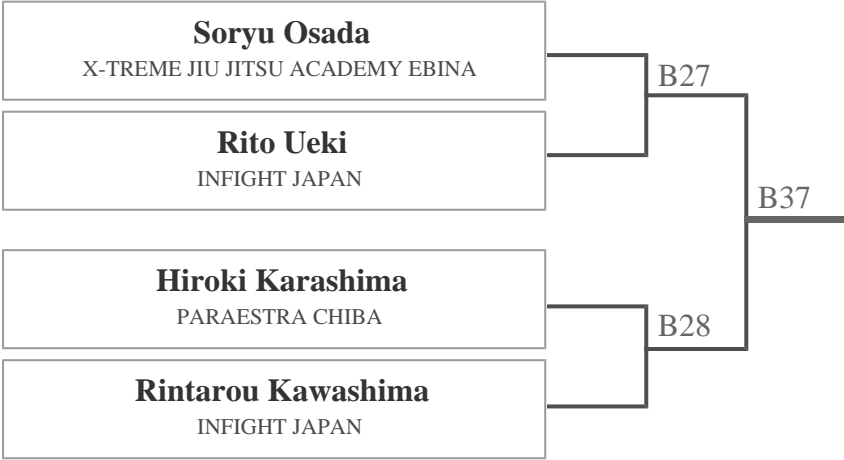 Soryu Osada
X-TREME JIU JITSU ACADEMY EBINA
B27
Rito Ueki
INFIGHT JAPAN
B37
Hiroki Karashima
PARAESTRA CHIBA
B28
Rintarou Kawashima
INFIGHT JAPAN